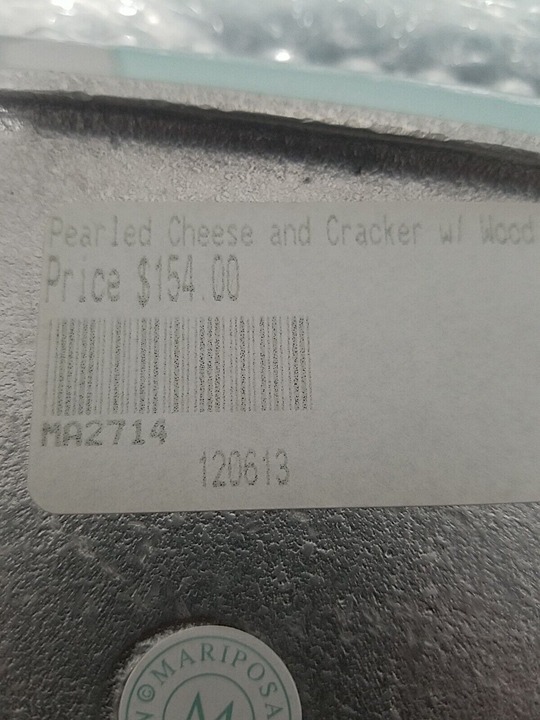 Pearled Cheese and Cracker w/ Wood
Price $154.00
MA2714
120613
©MARIPOSA
M